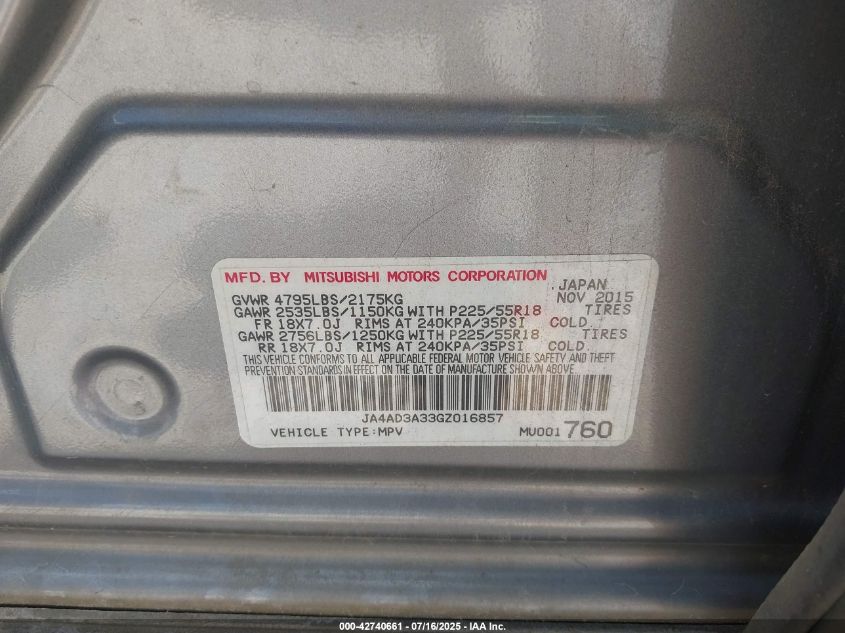 MFD. BY MITSUBISHI MOTORS CORPORATION
JAPAN
GVWR 4795LBS/2175KG NOV 2015
GAWR 2535LBS/1150KG WITH P225/55R18 TIRES
FR 18X7.0J RIMS AT 240KPA/35PSI COLD
GAWR 2756LBS/1250KG WITH P225/55R18 TIRES
RR 18X7.0J RIMS AT 240KPA/35PSI COLD
THIS VEHICLE CONFORMS TO ALL APPLICABLE FEDERAL MOTOR VEHICLE SAFETY AND THEFT
PREVENTION STANDARDS IN EFFECT ON THE DATE OF MANUFACTURE SHOWN ABOVE.
JA4AD3A33GZ016857
VEHICLE TYPE:MPV MU001760
000-42740661 - 07/16/2025 - IAA Inc.